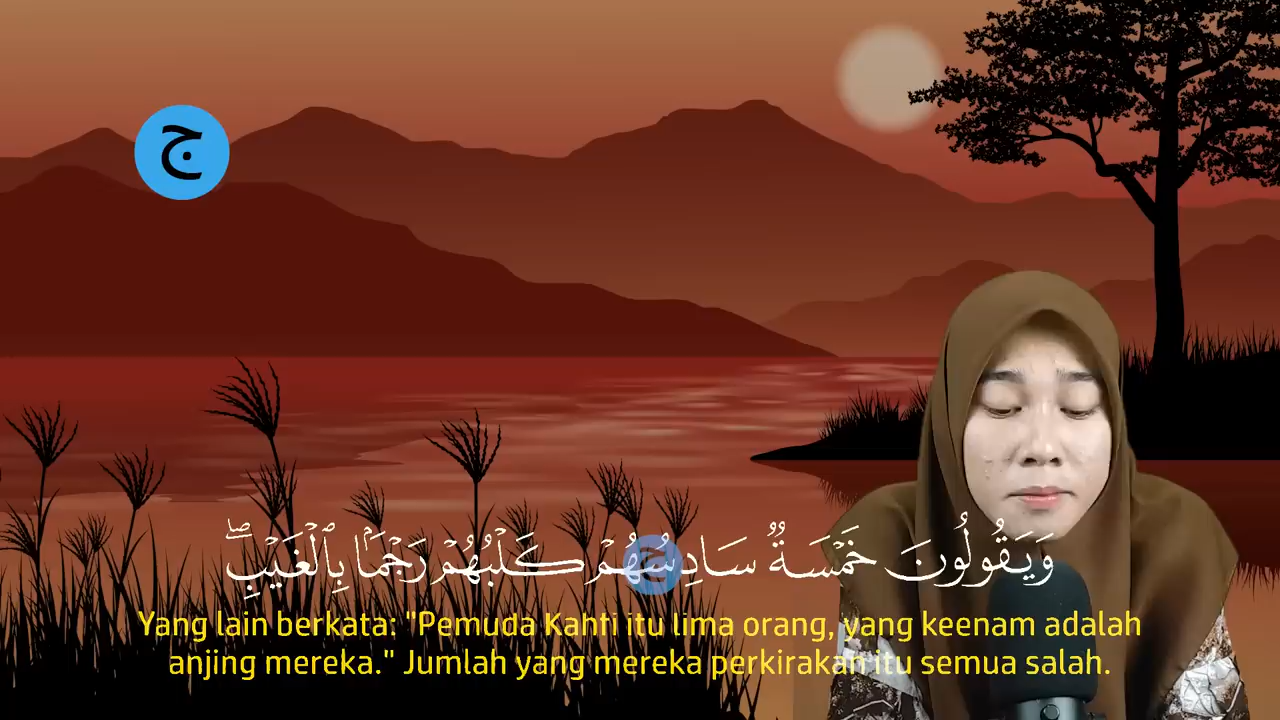 ج
وَيَقُولُونَ خَمْسَةٌ سَادِسُهُمْ كَلْبُهُمْ رَجْمًۢا بِٱلْغَيْبِ ۖ
Yang lain berkata: "Pemuda Kahfi itu lima orang, yang keenam adalah
anjing mereka." Jumlah yang mereka perkirakan itu semua salah.